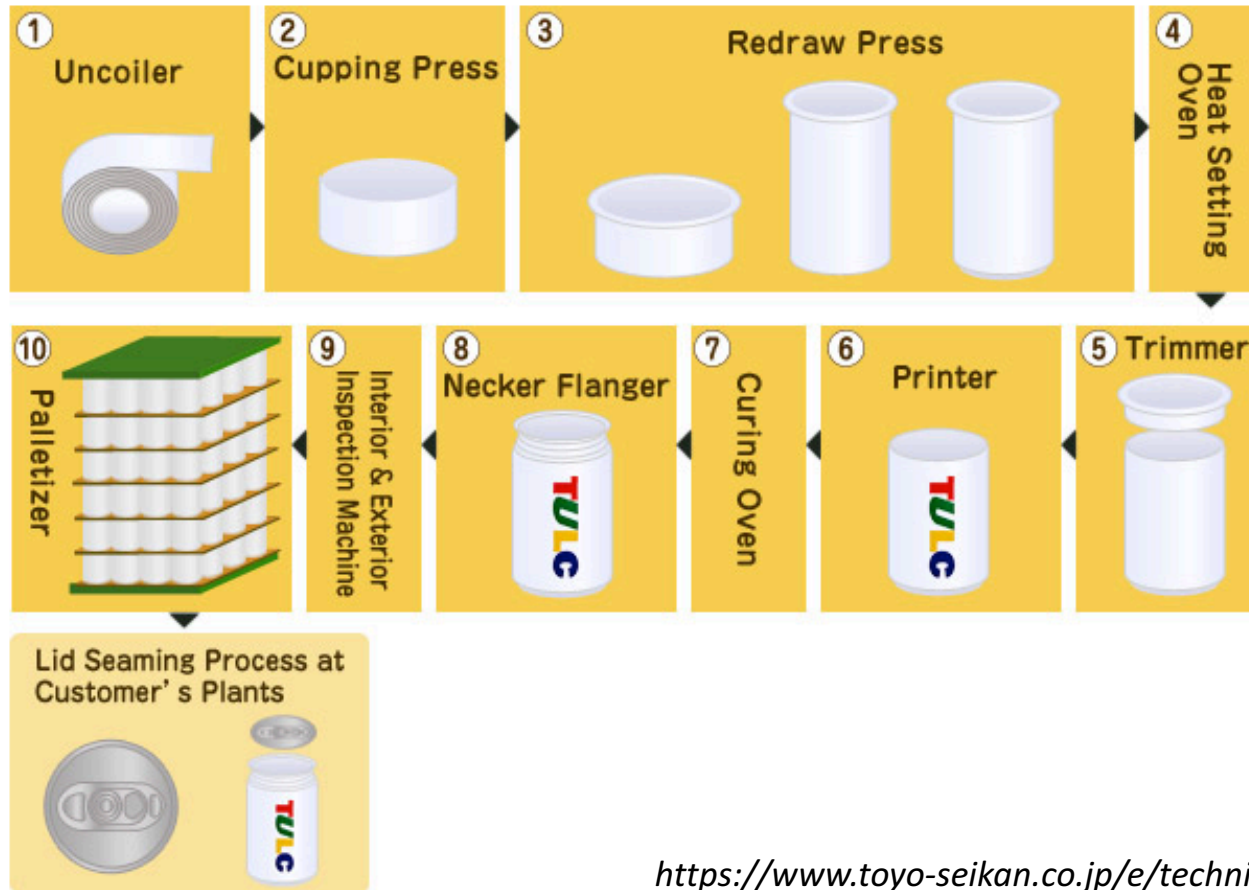 1
Uncoiler
2
Cupping Press
3
Redraw Press
4
Heat Setting
Oven
5 Trimmer
6
Printer
TULC
7
Curing Oven
8
Necker Flanger
TULC
9
Interior & Exterior
Inspection Machine
10
Palletizer
Lid Seaming Process at
Customer's Plants
TULC
https://www.toyo-seikan.co.jp/e/techni